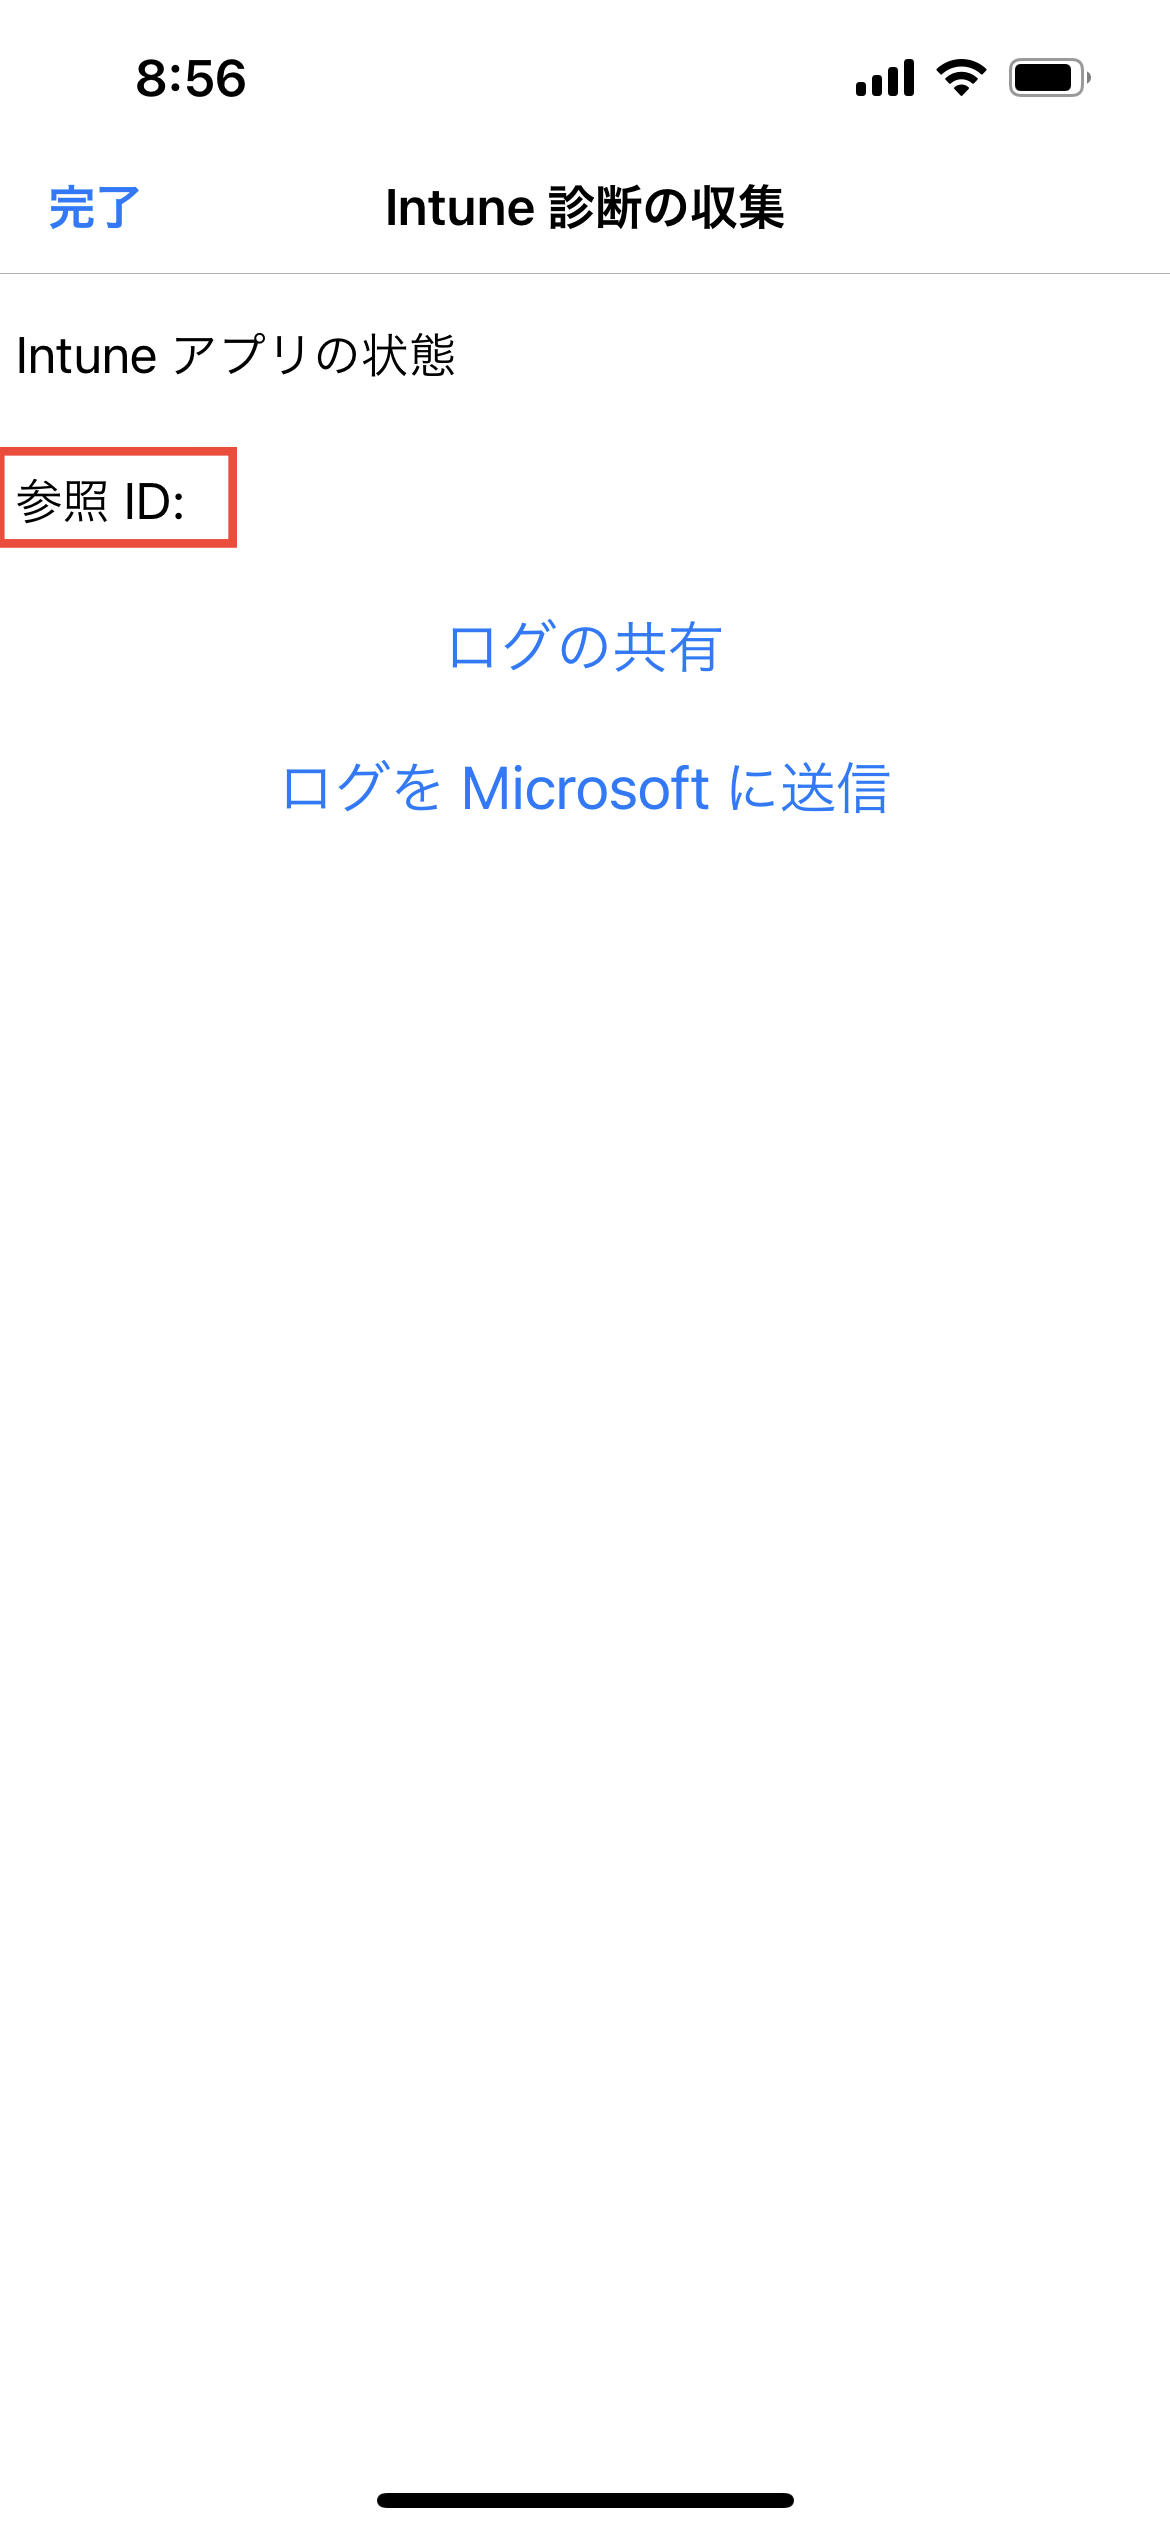 8:56
完了
Intune 診断の収集
Intune アプリの状態
参照 ID:
ログの共有
ログを Microsoft に送信